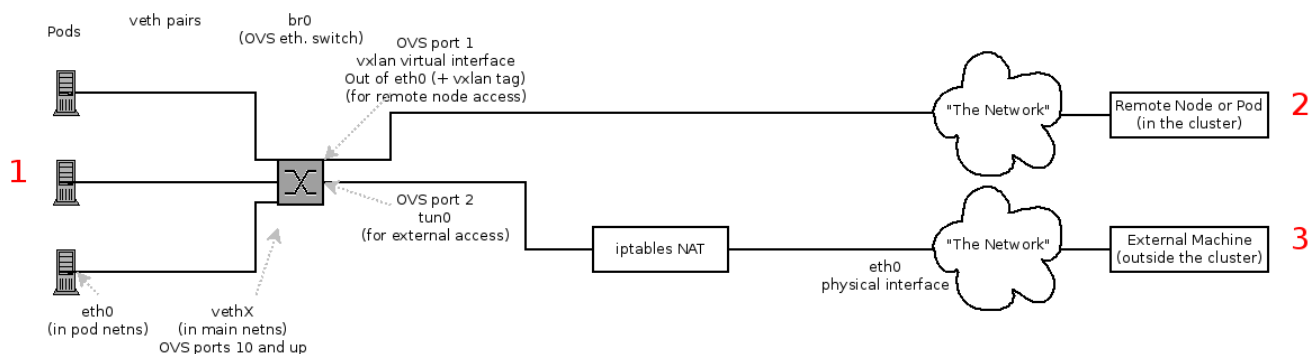 Pods
veth pairs
br0
(OVS eth. switch)
OVS port 1
vxlan virtual interface
Out of eth0 (+ vxlan tag)
(for remote node access)
"The Network"
Remote Node or Pod
(in the cluster)
2
1
OVS port 2
tun0
(for external access)
iptables NAT
eth0
physical interface
"The Network"
External Machine
(outside the cluster)
3
eth0
(in pod netns)
vethX
(in main netns)
OVS ports 10 and up